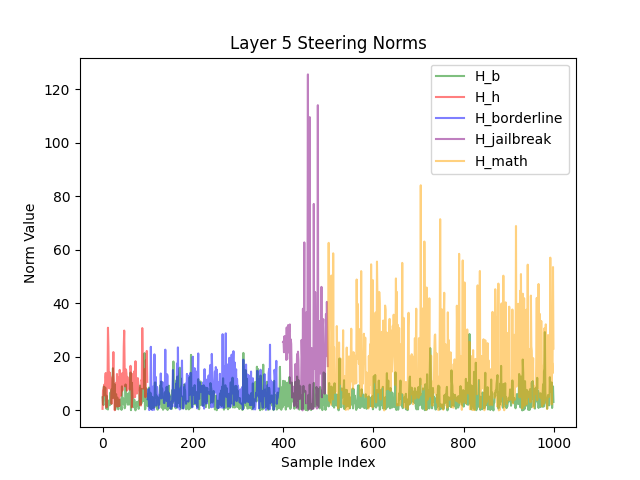 Layer 5 Steering Norms
H_b
H_h
H_borderline
H_jailbreak
H_math
Norm Value
120
100
80
60
40
20
0
0 200 400 600 800 1000
Sample Index